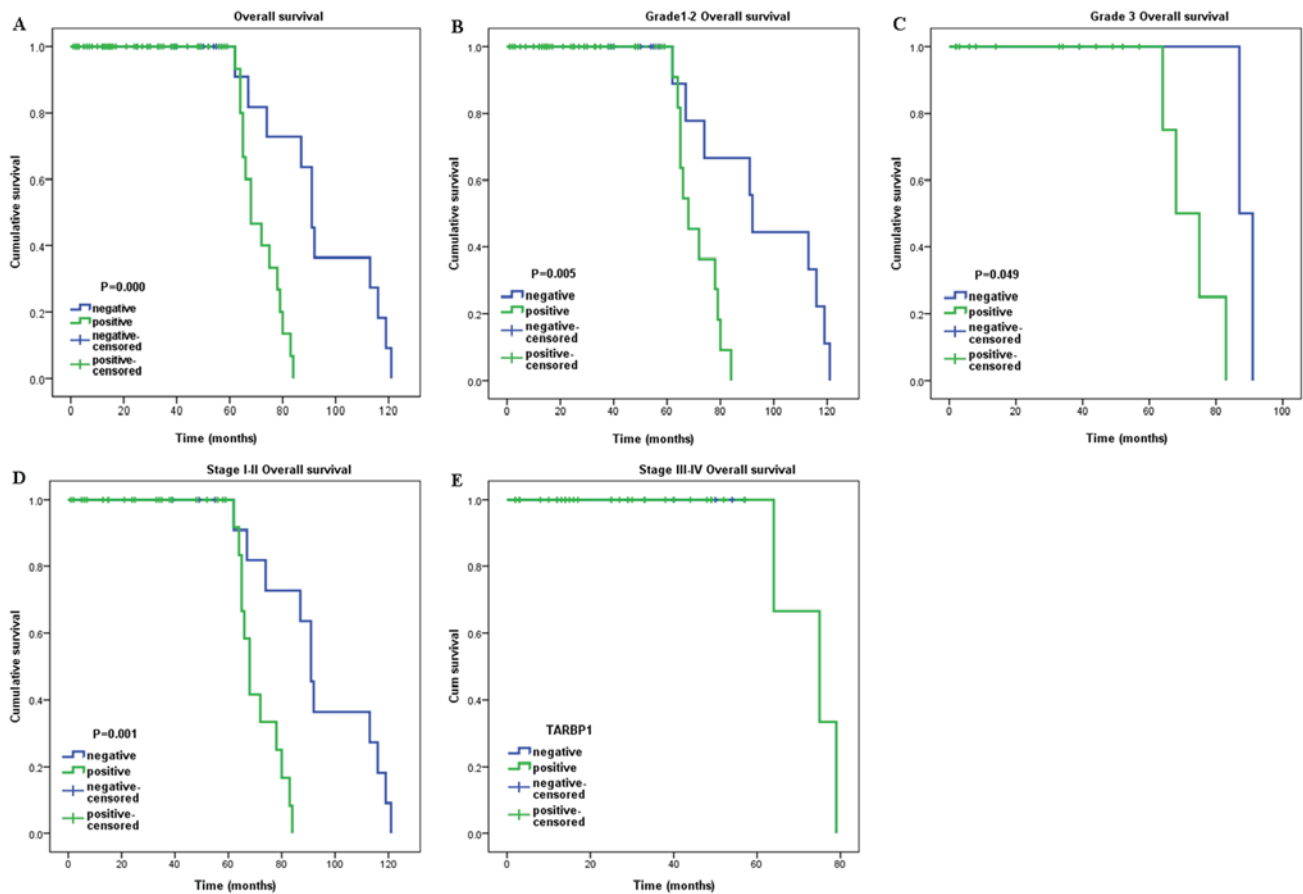 A
Overall survival
Cumulative survival
1.0
0.8
0.6
0.4
0.2
0.0
P=0.000
negative
positive
negative-
censored
positive-
censored
0 20 40 60 80 100 120
Time (months)
B
Grade1-2 Overall survival
Cumulative survival
1.0
0.8
0.6
0.4
0.2
0.0
P=0.005
negative
positive
negative-
censored
positive-
censored
0 20 40 60 80 100 120
Time (months)
C
Grade 3 Overall survival
Cumulative survival
1.0
0.8
0.6
0.4
0.2
0.0
P=0.049
negative
positive
negative-
censored
positive-
censored
0 20 40 60 80 100
Time (months)
D
Stage I-II Overall survival
Cumulative survival
1.0
0.8
0.6
0.4
0.2
0.0
P=0.001
negative
positive
negative-
censored
positive-
censored
0 20 40 60 80 100 120
Time (months)
E
Stage III-IV Overall survival
Cum survival
1.0
0.8
0.6
0.4
0.2
0.0
TARBP1
negative
positive
negative-
censored
positive-
censored
0 20 40 60 80
Time (months)